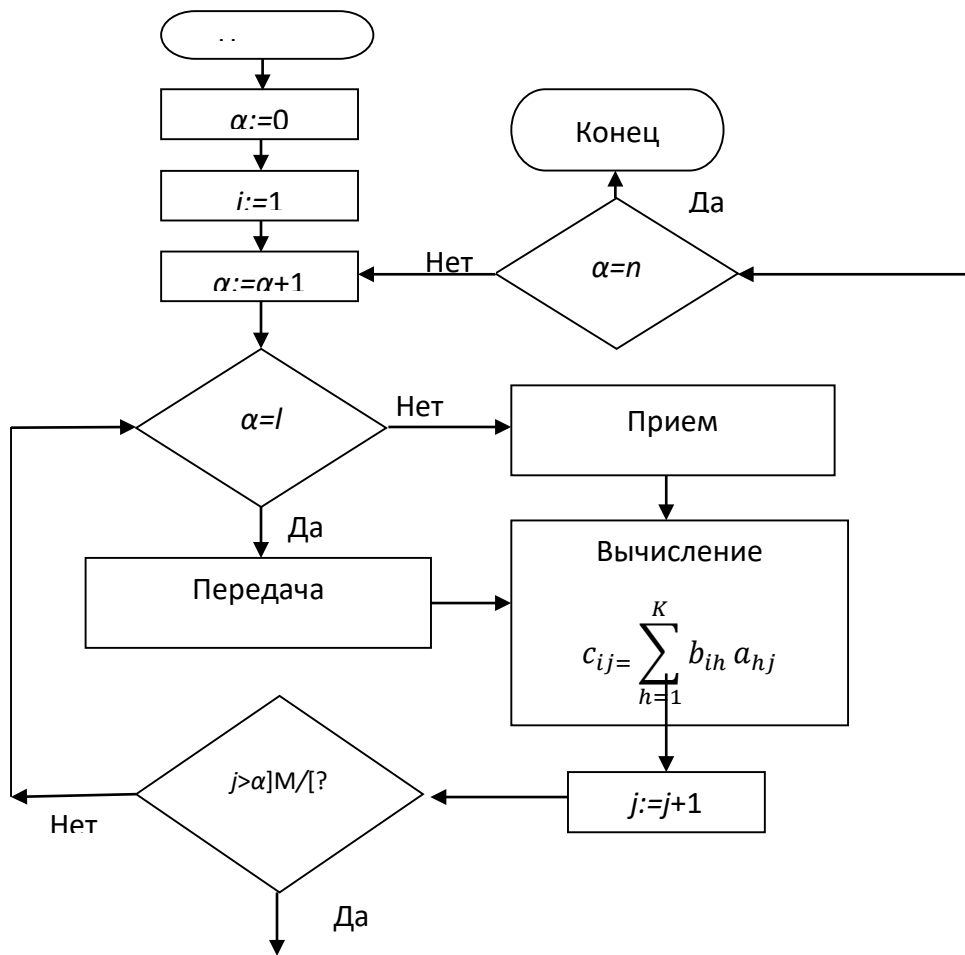 α:=0
i:=1
α:=α+1
Конец
Да
Нет
α=n
α=l
Нет
Прием
Да
Передача
Вычисление
c_{ij=} \sum_{h=1}^{K} b_{ih} a_{hj}
j:=j+1
j>α]M/[?
Нет
Да